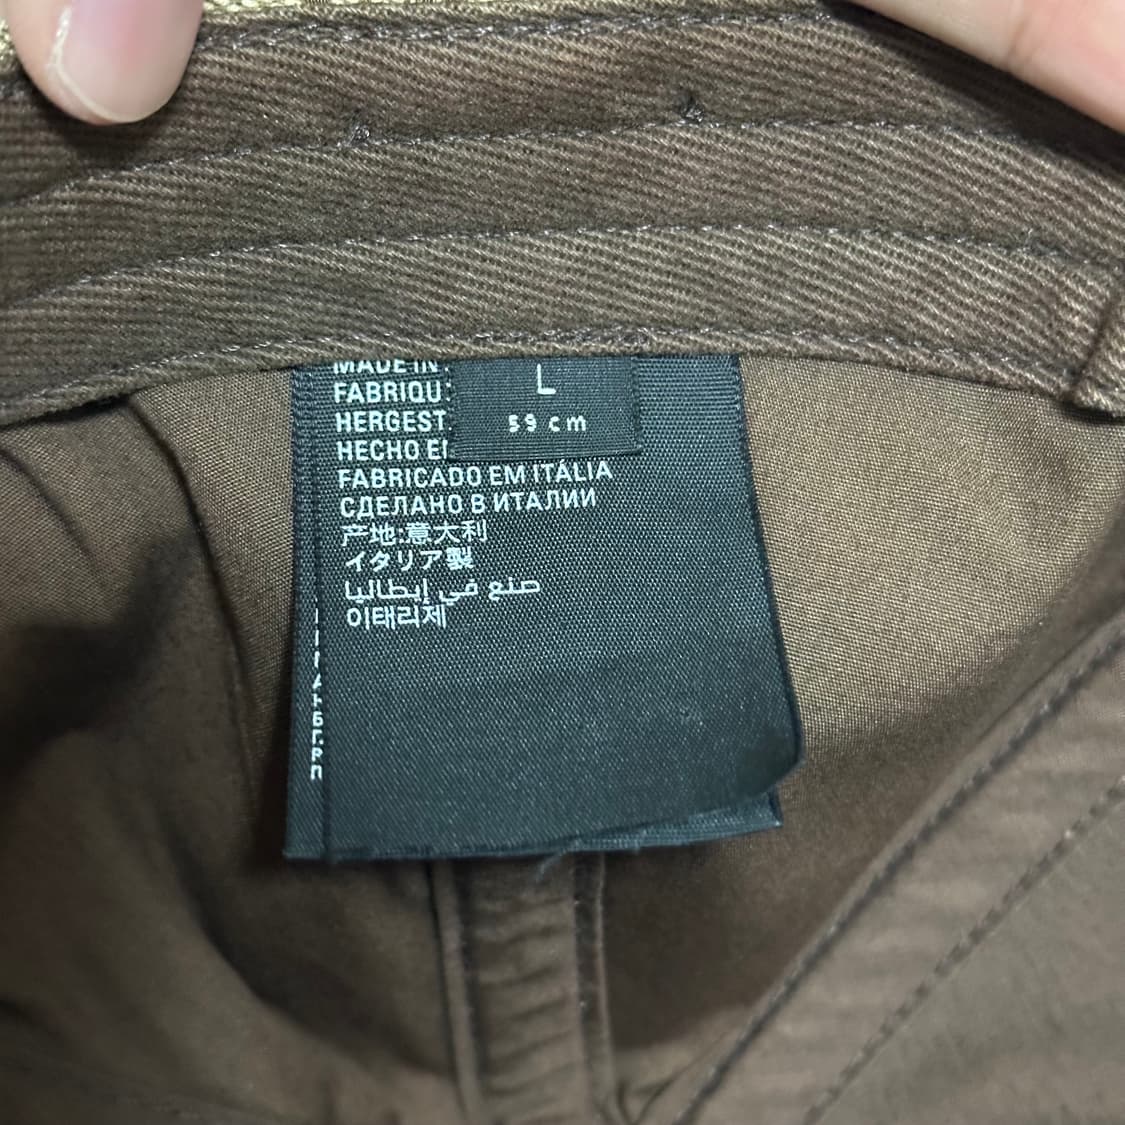 MADE IN
FABRIQU
HERGEST
HECHO E
L
59 cm
FABRICADO EM ITÁLIA
СДЕЛАНО В ИТАЛИИ
产地:意大利
イタリア製
صنع في إيطاليا
이태리제